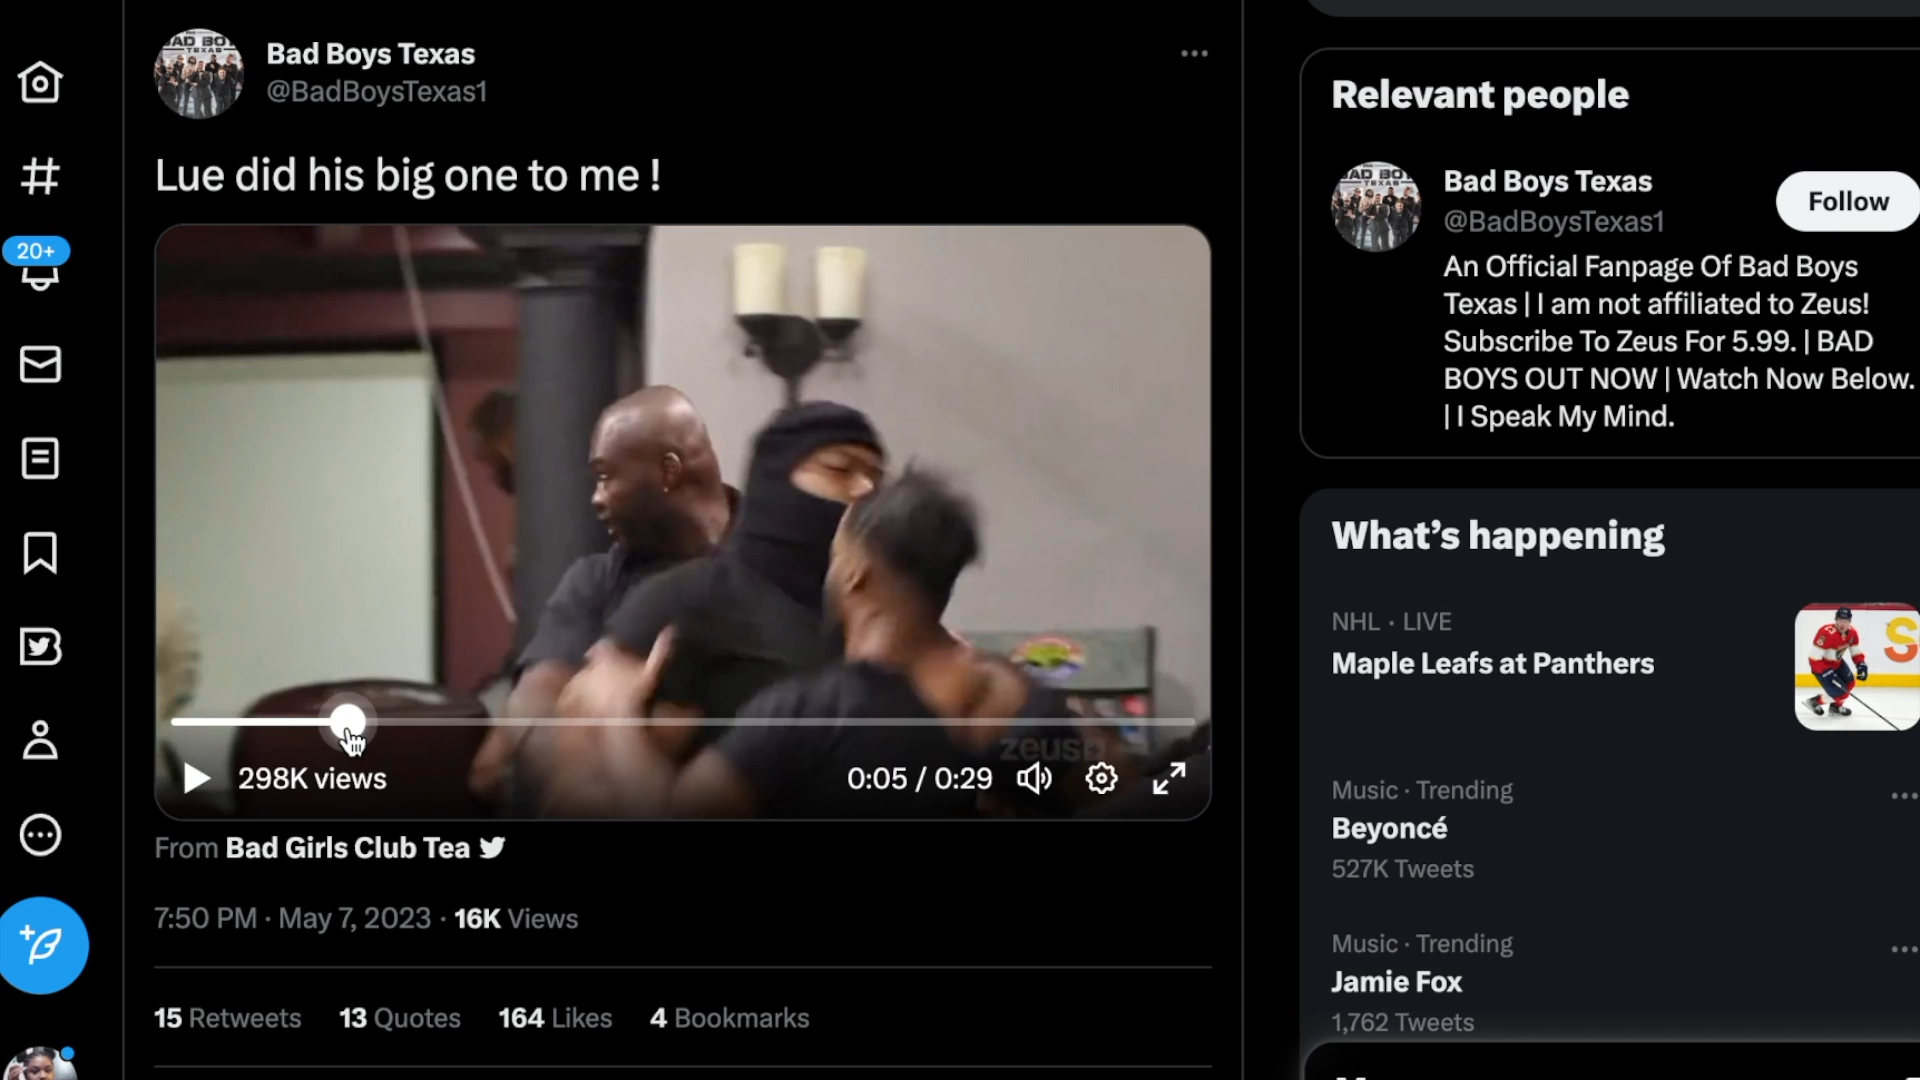 Bad Boys Texas
@BadBoysTexas1
Lue did his big one to me !
20+
298K views
0:05 / 0:29
From Bad Girls Club Tea
7:50 PM · May 7, 2023 · 16K Views
15 Retweets 13 Quotes 164 Likes 4 Bookmarks
Relevant people
Bad Boys Texas
@BadBoysTexas1
Follow
An Official Fanpage Of Bad Boys
Texas | I am not affiliated to Zeus!
Subscribe To Zeus For 5.99. | BAD
BOYS OUT NOW | Watch Now Below.
| I Speak My Mind.
What's happening
NHL · LIVE
Maple Leafs at Panthers
Music · Trending
Beyoncé
527K Tweets
Music · Trending
Jamie Fox
1,762 Tweets